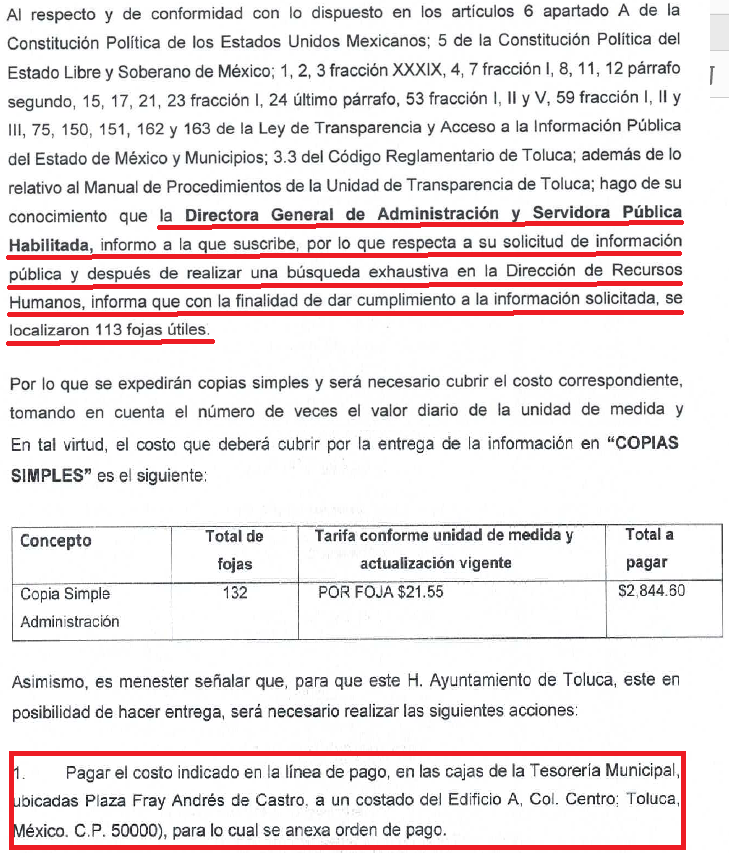 Al respecto y de conformidad con lo dispuesto en los artículos 6 apartado A de la
Constitución Política de los Estados Unidos Mexicanos; 5 de la Constitución Política del
Estado Libre y Soberano de México; 1, 2, 3 fracción XXXIX, 4, 7 fracción I, 8, 11, 12 párrafo
segundo, 15, 17, 21, 23 fracción I, 24 último párrafo, 53 fracción I, II y V, 59 fracción I, II y
III, 75, 150, 151, 162 y 163 de la Ley de Transparencia y Acceso a la Información Pública
del Estado de México y Municipios; 3.3 del Código Reglamentario de Toluca; además de lo
relativo al Manual de Procedimientos de la Unidad de Transparencia de Toluca; hago de su
conocimiento que la Directora General de Administración y Servidora Pública
Habilitada, informo a la que suscribe, por lo que respecta a su solicitud de información
pública y después de realizar una búsqueda exhaustiva en la Dirección de Recursos
Humanos, informa que con la finalidad de dar cumplimiento a la información solicitada, se
localizaron 113 fojas útiles.
Por lo que se expedirán copias simples y será necesario cubrir el costo correspondiente,
tomando en cuenta el número de veces el valor diario de la unidad de medida y
En tal virtud, el costo que deberá cubrir por la entrega de la información en “COPIAS
SIMPLES” es el siguiente:
Concepto Total de fojas Tarifa conforme unidad de medida y actualización vigente Total a pagar
Copia Simple Administración 132 POR FOJA $21.55 $2,844.60
Asimismo, es menester señalar que, para que este H. Ayuntamiento de Toluca, este en
posibilidad de hacer entrega, será necesario realizar las siguientes acciones:
1. Pagar el costo indicado en la línea de pago, en las cajas de la Tesorería Municipal,
ubicadas Plaza Fray Andrés de Castro, a un costado del Edificio A, Col. Centro; Toluca,
México. C.P. 50000), para lo cual se anexa orden de pago.